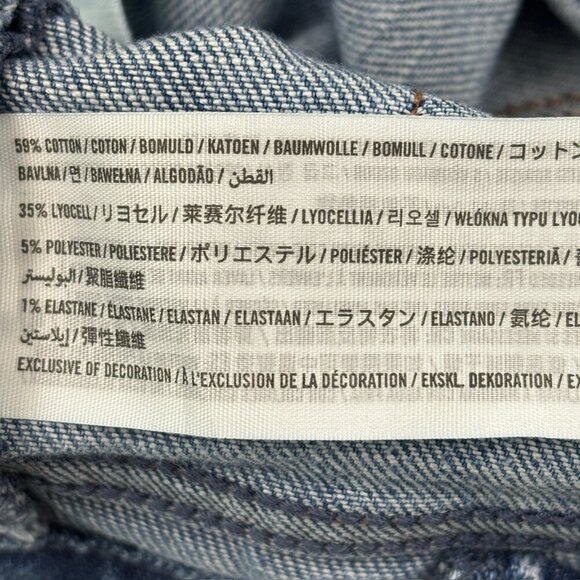 59% COTTON / COTON / BOMULD / KATOEN / BAUMWOLLE / BOMULL / COTONE / コットン
BAVLNA / 면 / BAWEŁNA / ALGODÃO / القطن
35% LYOCELL / リヨセル / 莱赛尔纤维 / LYOCELLIA / 리오셀 / WŁÓKNA TYPU LYOC
5% POLYESTER / POLIESTERE / ポリエステル / POLIÉSTER / 涤纶 / POLYESTERIÄ /
البوليستر / 聚脂纖維
1% ELASTANE / ÉLASTANE / ELASTAN / ELASTAAN / エラスタン / ELASTANO / 氨纶 / EL
إيلاستين / 彈性纖維
EXCLUSIVE OF DECORATION / À L'EXCLUSION DE LA DÉCORATION / EKSKL. DEKORATION / EX